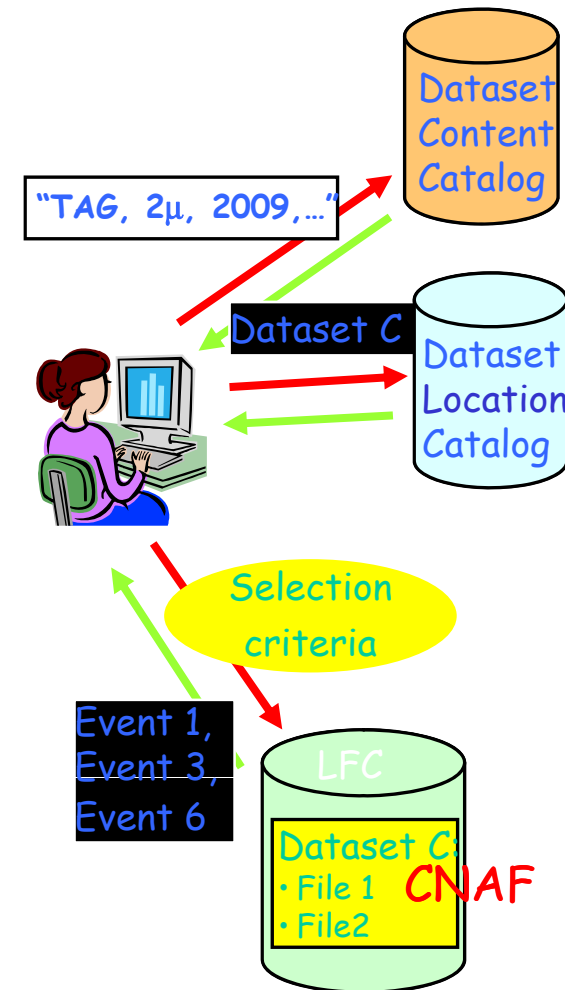 Dataset
Content
Catalog
“TAG, 2μ, 2009,…”
Dataset C
Dataset
Location
Catalog
Selection
criteria
Event 1,
Event 3,
Event 6
LFC
Dataset C:
• File 1
CNAF
• File2